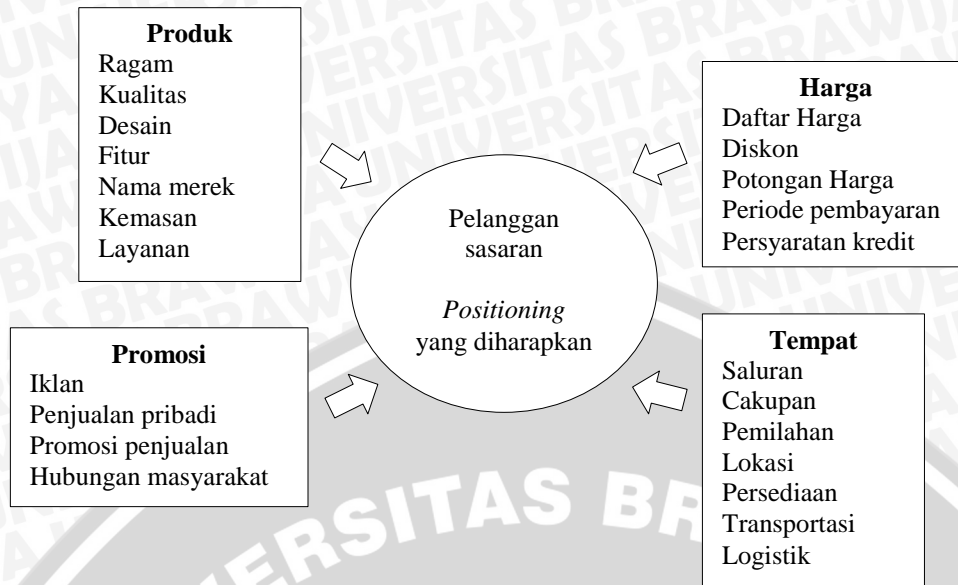 Produk
Ragam
Kualitas
Desain
Fitur
Nama merek
Kemasan
Layanan
Harga
Daftar Harga
Diskon
Potongan Harga
Periode pembayaran
Persyaratan kredit
Pelanggan
sasaran
Positioning
yang diharapkan
Promosi
Iklan
Penjualan pribadi
Promosi penjualan
Hubungan masyarakat
Tempat
Saluran
Cakupan
Pemilahan
Lokasi
Persediaan
Transportasi
Logistik